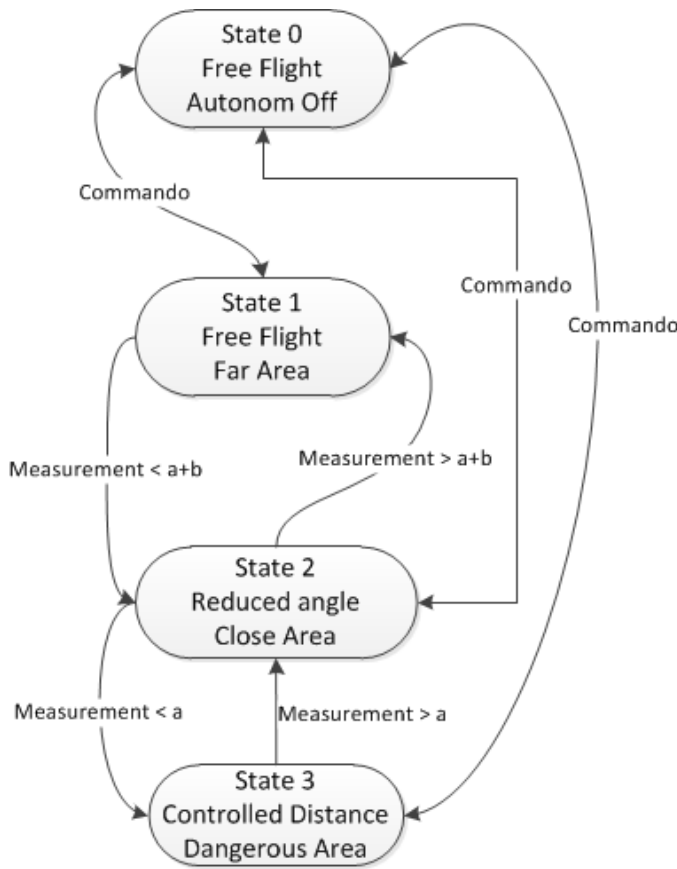 State 0
Free Flight
Autonom Off
Commando
Commando
Commando
State 1
Free Flight
Far Area
Measurement < a+b
Measurement > a+b
State 2
Reduced angle
Close Area
Measurement < a
Measurement > a
State 3
Controlled Distance
Dangerous Area